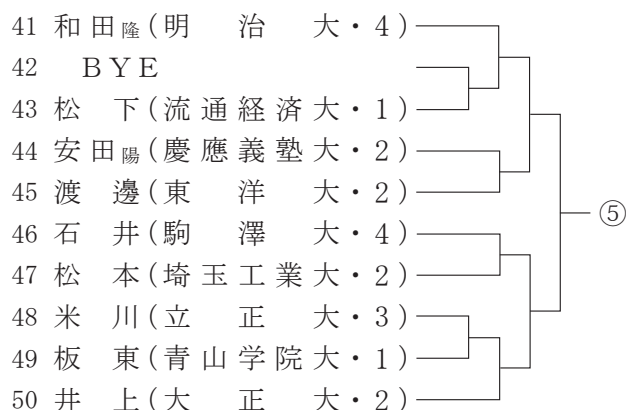 41 和田隆(明治大・4)
42 BYE
43 松下(流通経済大・1)
44 安田陽(慶應義塾大・2)
45 渡邊(東洋大・2)
46 石井(駒澤大・4)
47 松本(埼玉工業大・2)
48 米川(立正大・3)
49 板東(青山学院大・1)
50 井上(大正大・2)
⑤